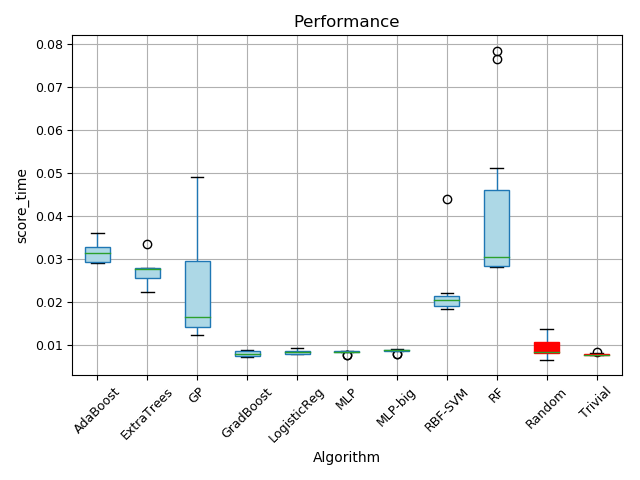 Performance
0.08
0.07
0.06
0.05
0.04
0.03
0.02
0.01
score_time
AdaBoost
ExtraTrees
GP
GradBoost
LogisticReg
MLP
MLP-big
RBF-SVM
RF
Random
Trivial
Algorithm